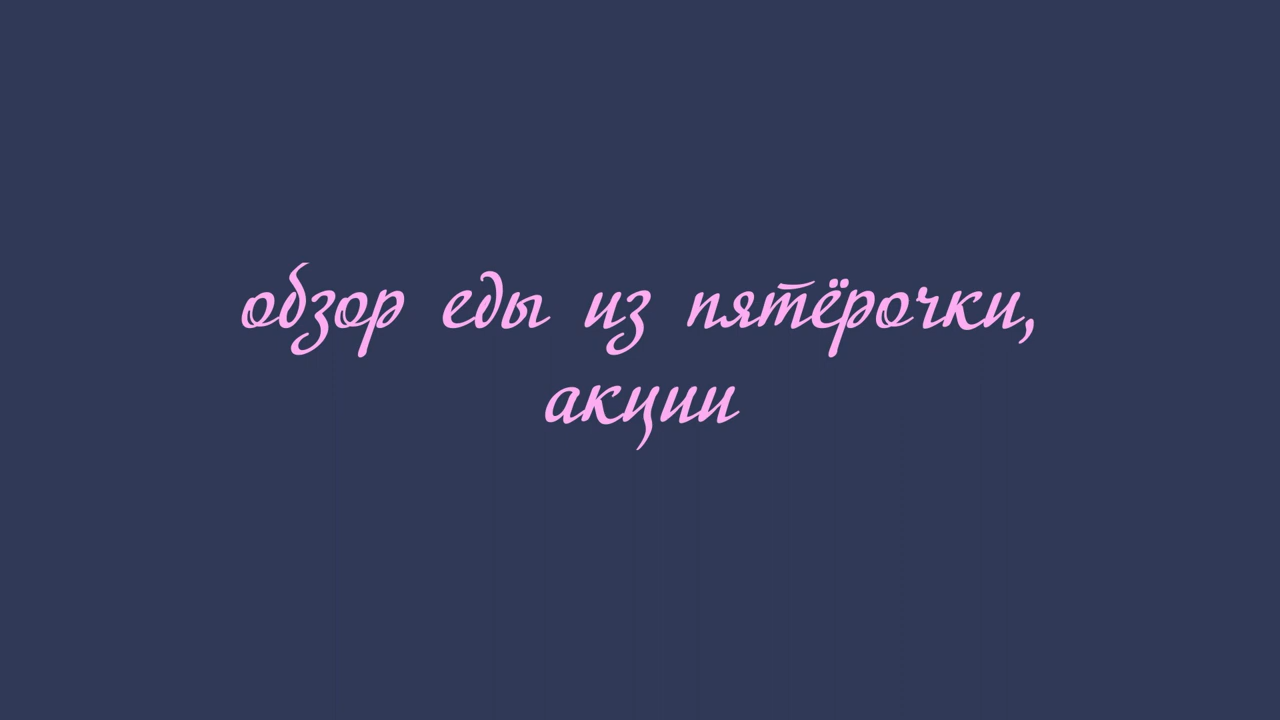 обзор еды из пятёрочки,
акции